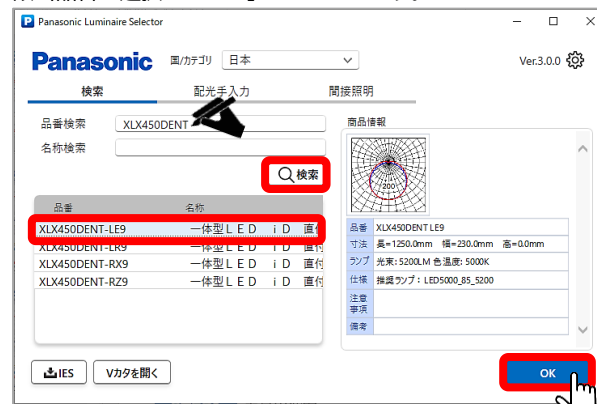 Panasonic Luminaire Selector
Panasonic 国/カテゴリ 日本 Ver.3.0.0
検索 配光手入力 間接照明
品番検索 XLX450DENT
名称検索
検索
品番 名称
XLX450DENT-LE9 一体型ＬＥＤ ｉＤ 直付
XLX450DENT-LR9 一体型ＬＥＤ ｉＤ 直付
XLX450DENT-RX9 一体型ＬＥＤ ｉＤ 直付
XLX450DENT-RZ9 一体型ＬＥＤ ｉＤ 直付
商品情報
200
品番 XLX450DENT LE9
寸法 長=1250.0mm 幅=230.0mm 高=0.0mm
ランプ 光束: 5200LM 色温度: 5000K
仕様 推奨ランプ： LED5000_85_5200
注意
事項
備考
IES Vカタを開く OK